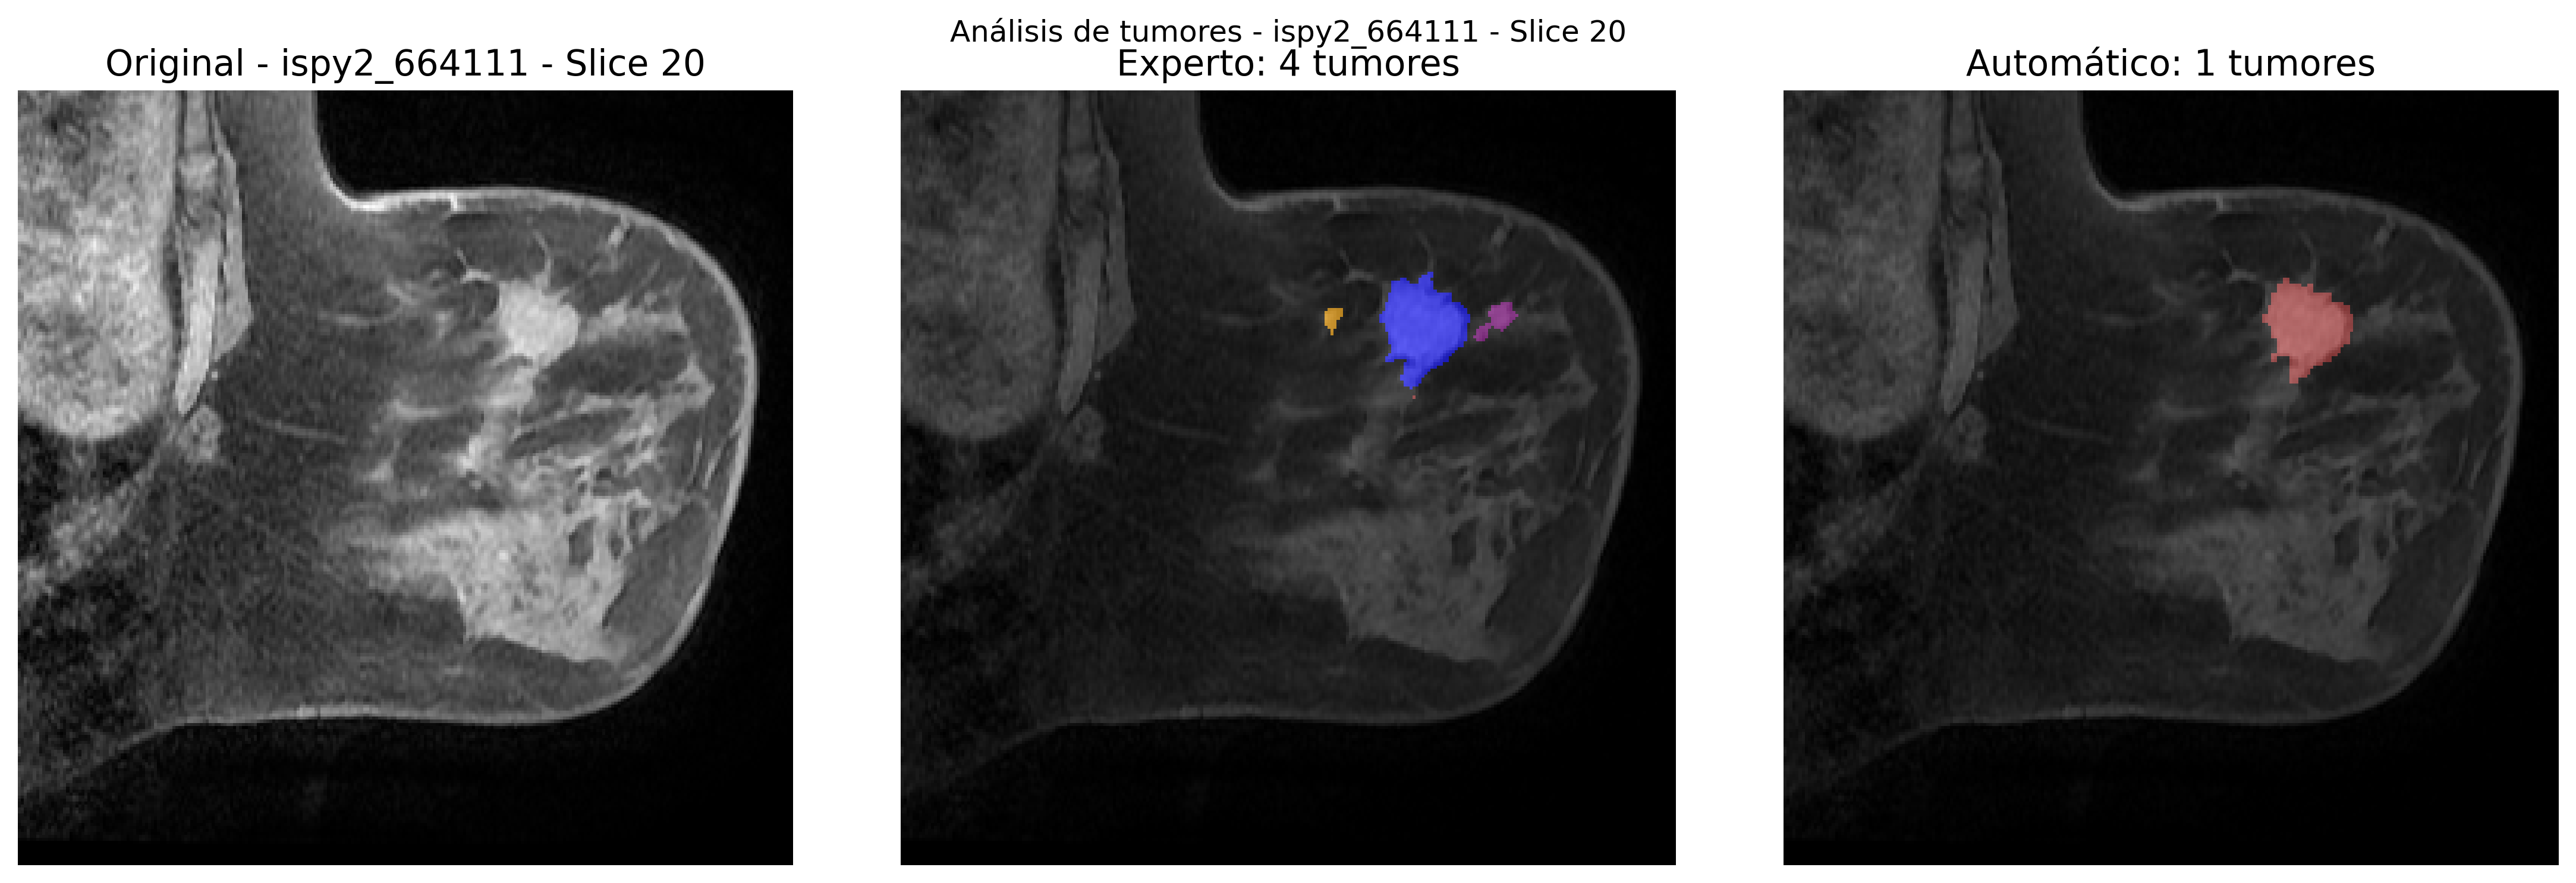 Análisis de tumores - ispy2_664111 - Slice 20
Original - ispy2_664111 - Slice 20
Experto: 4 tumores
Automático: 1 tumores